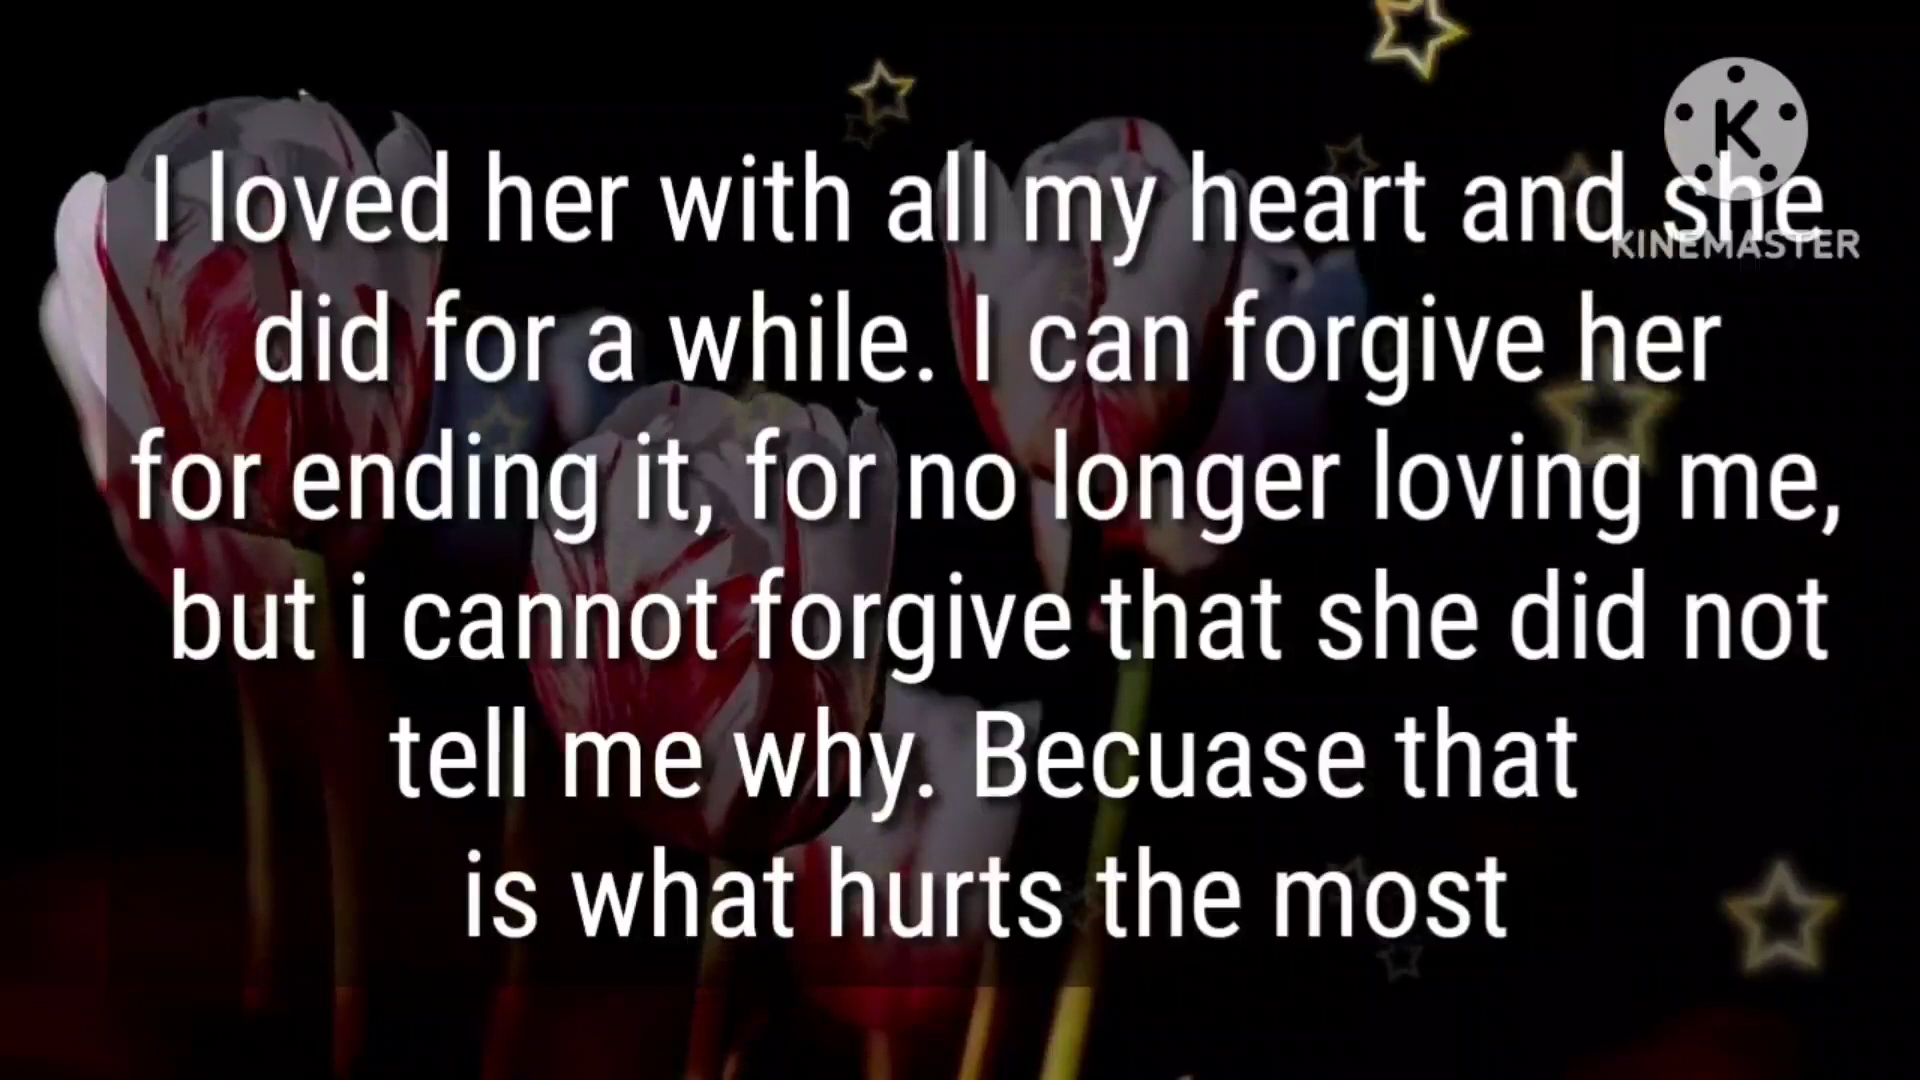 I loved her with all my heart and she
did for a while. I can forgive her
for ending it, for no longer loving me,
but i cannot forgive that she did not
tell me why. Becuase that
is what hurts the most
K
KINEMASTER